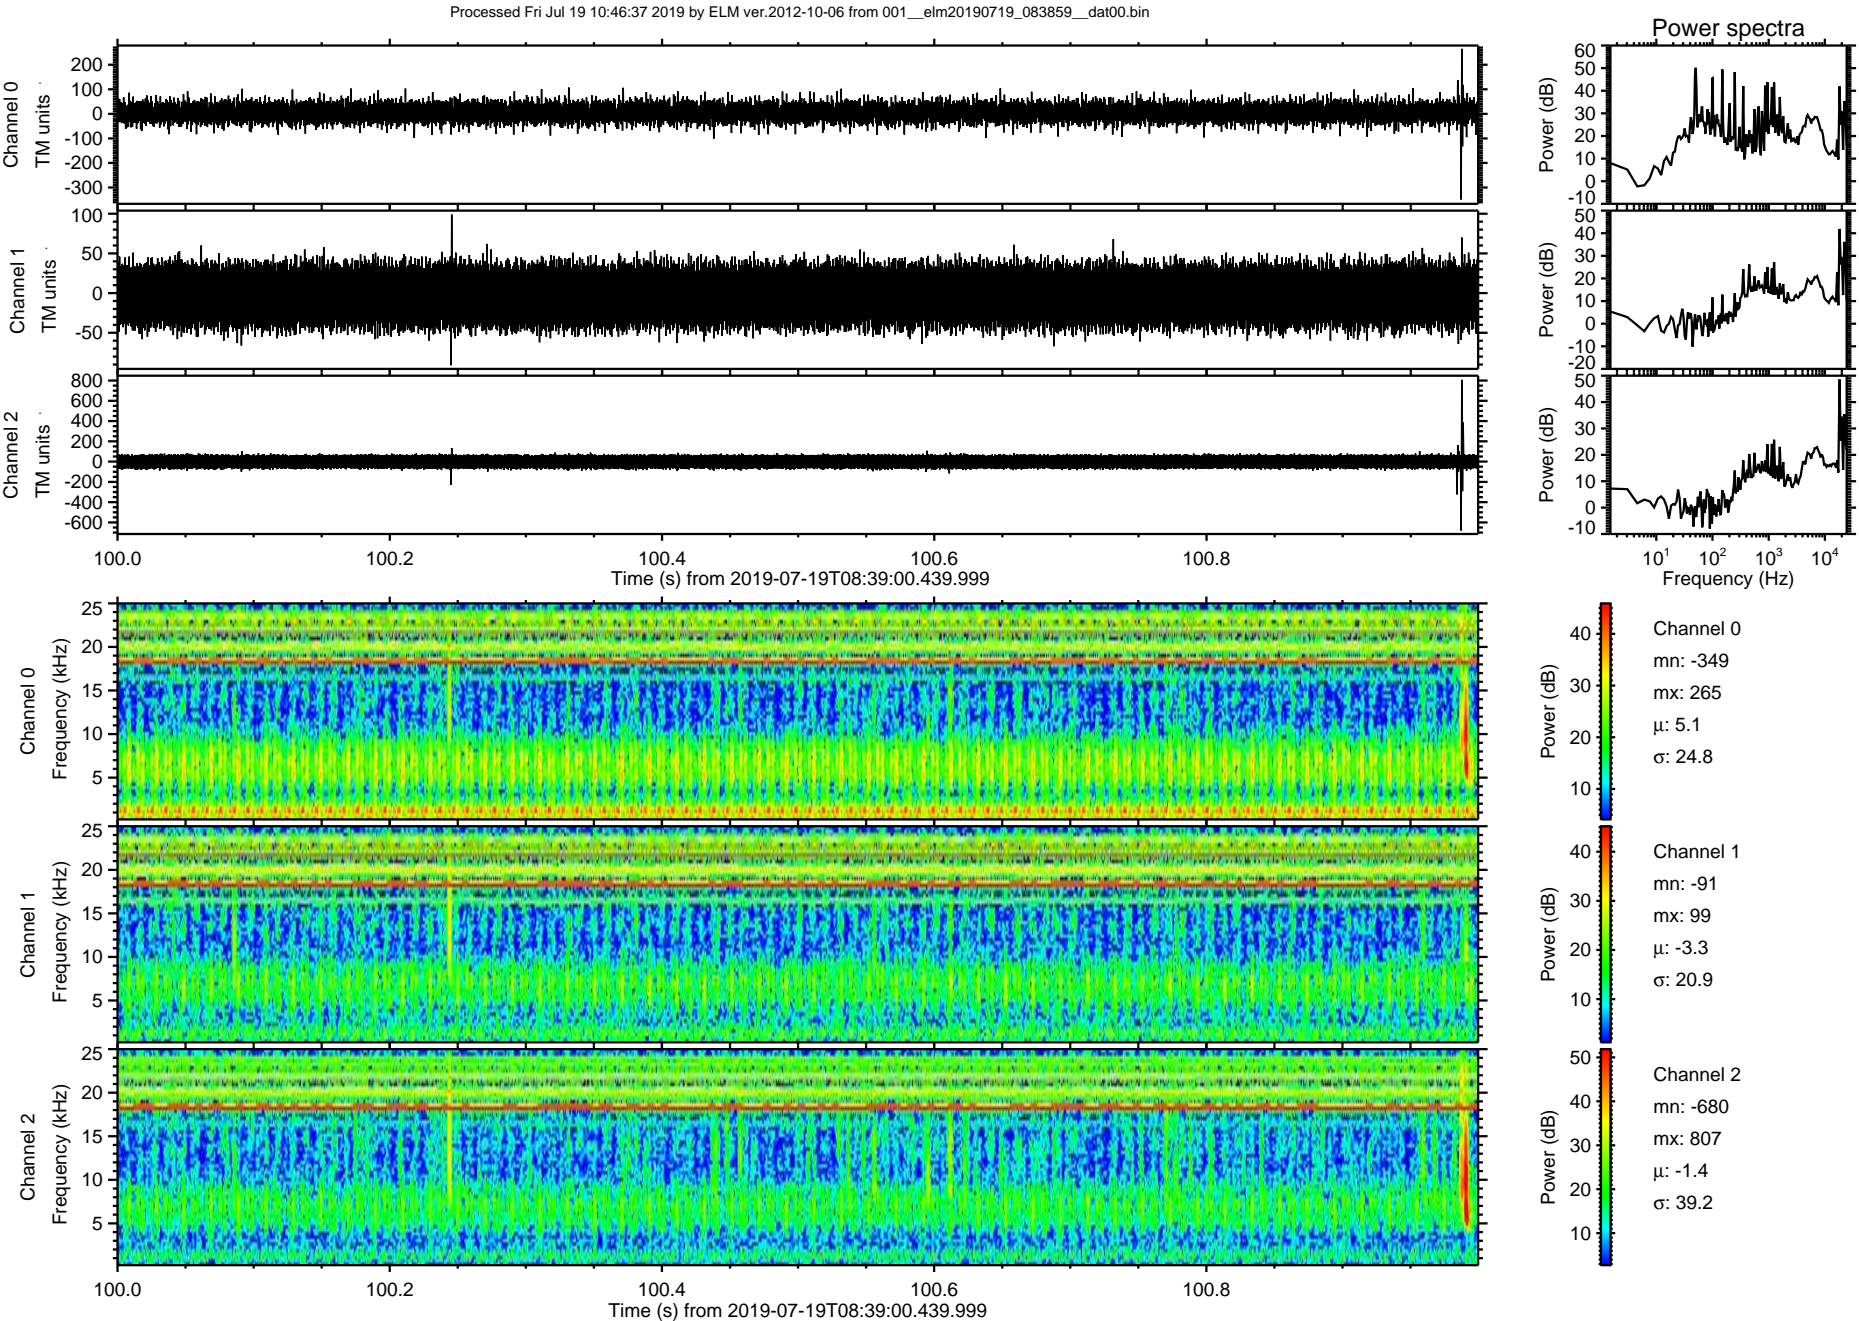 Processed Fri Jul 19 10:46:37 2019 by ELM ver.2012-10-06 from 001__elm20190719_083859__dat00.bin
Power spectra
Channel 0
TM units
200
100
0
-100
-200
-300
Power (dB)
60
50
40
30
20
10
0
-10
Channel 1
TM units
100
50
0
-50
Power (dB)
50
40
30
20
10
0
-10
-20
Channel 2
TM units
800
600
400
200
0
-200
-400
-600
Power (dB)
50
40
30
20
10
0
-10
100.0 100.2 100.4 100.6 100.8
Time (s) from 2019-07-19T08:39:00.439.999
10^1 10^2 10^3 10^4
Frequency (Hz)
Channel 0
Frequency (kHz)
25
20
15
10
5
Power (dB)
40
30
20
10
Channel 0
mn: -349
mx: 265
μ: 5.1
σ: 24.8
Channel 1
Frequency (kHz)
25
20
15
10
5
Power (dB)
40
30
20
10
Channel 1
mn: -91
mx: 99
μ: -3.3
σ: 20.9
Channel 2
Frequency (kHz)
25
20
15
10
5
Power (dB)
50
40
30
20
10
Channel 2
mn: -680
mx: 807
μ: -1.4
σ: 39.2
100.0 100.2 100.4 100.6 100.8
Time (s) from 2019-07-19T08:39:00.439.999